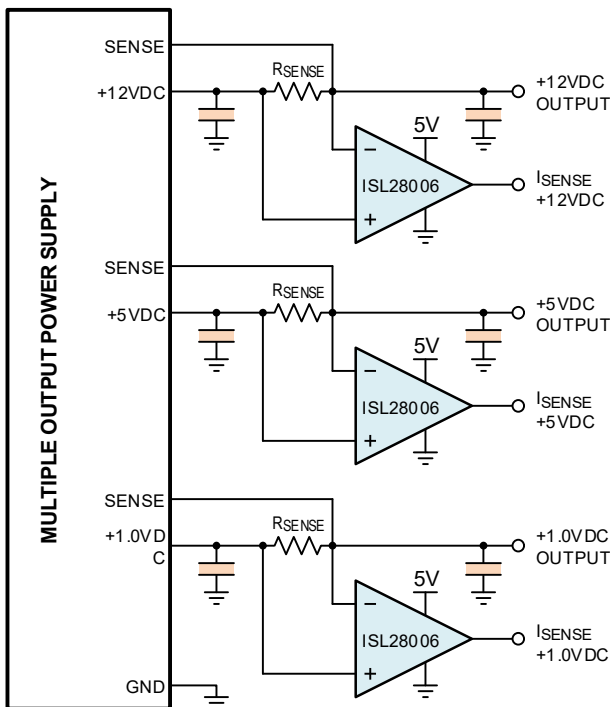 MULTIPLE OUTPUT POWER SUPPLY
SENSE
+12VDC
RSENSE
+12VDC
OUTPUT
5V
−
ISL28006
+
ISENSE
+12VDC
SENSE
+5VDC
RSENSE
+5VDC
OUTPUT
5V
−
ISL28006
+
ISENSE
+5VDC
SENSE
+1.0VD
C
RSENSE
+1.0VDC
OUTPUT
5V
−
ISL28006
+
ISENSE
+1.0VDC
GND